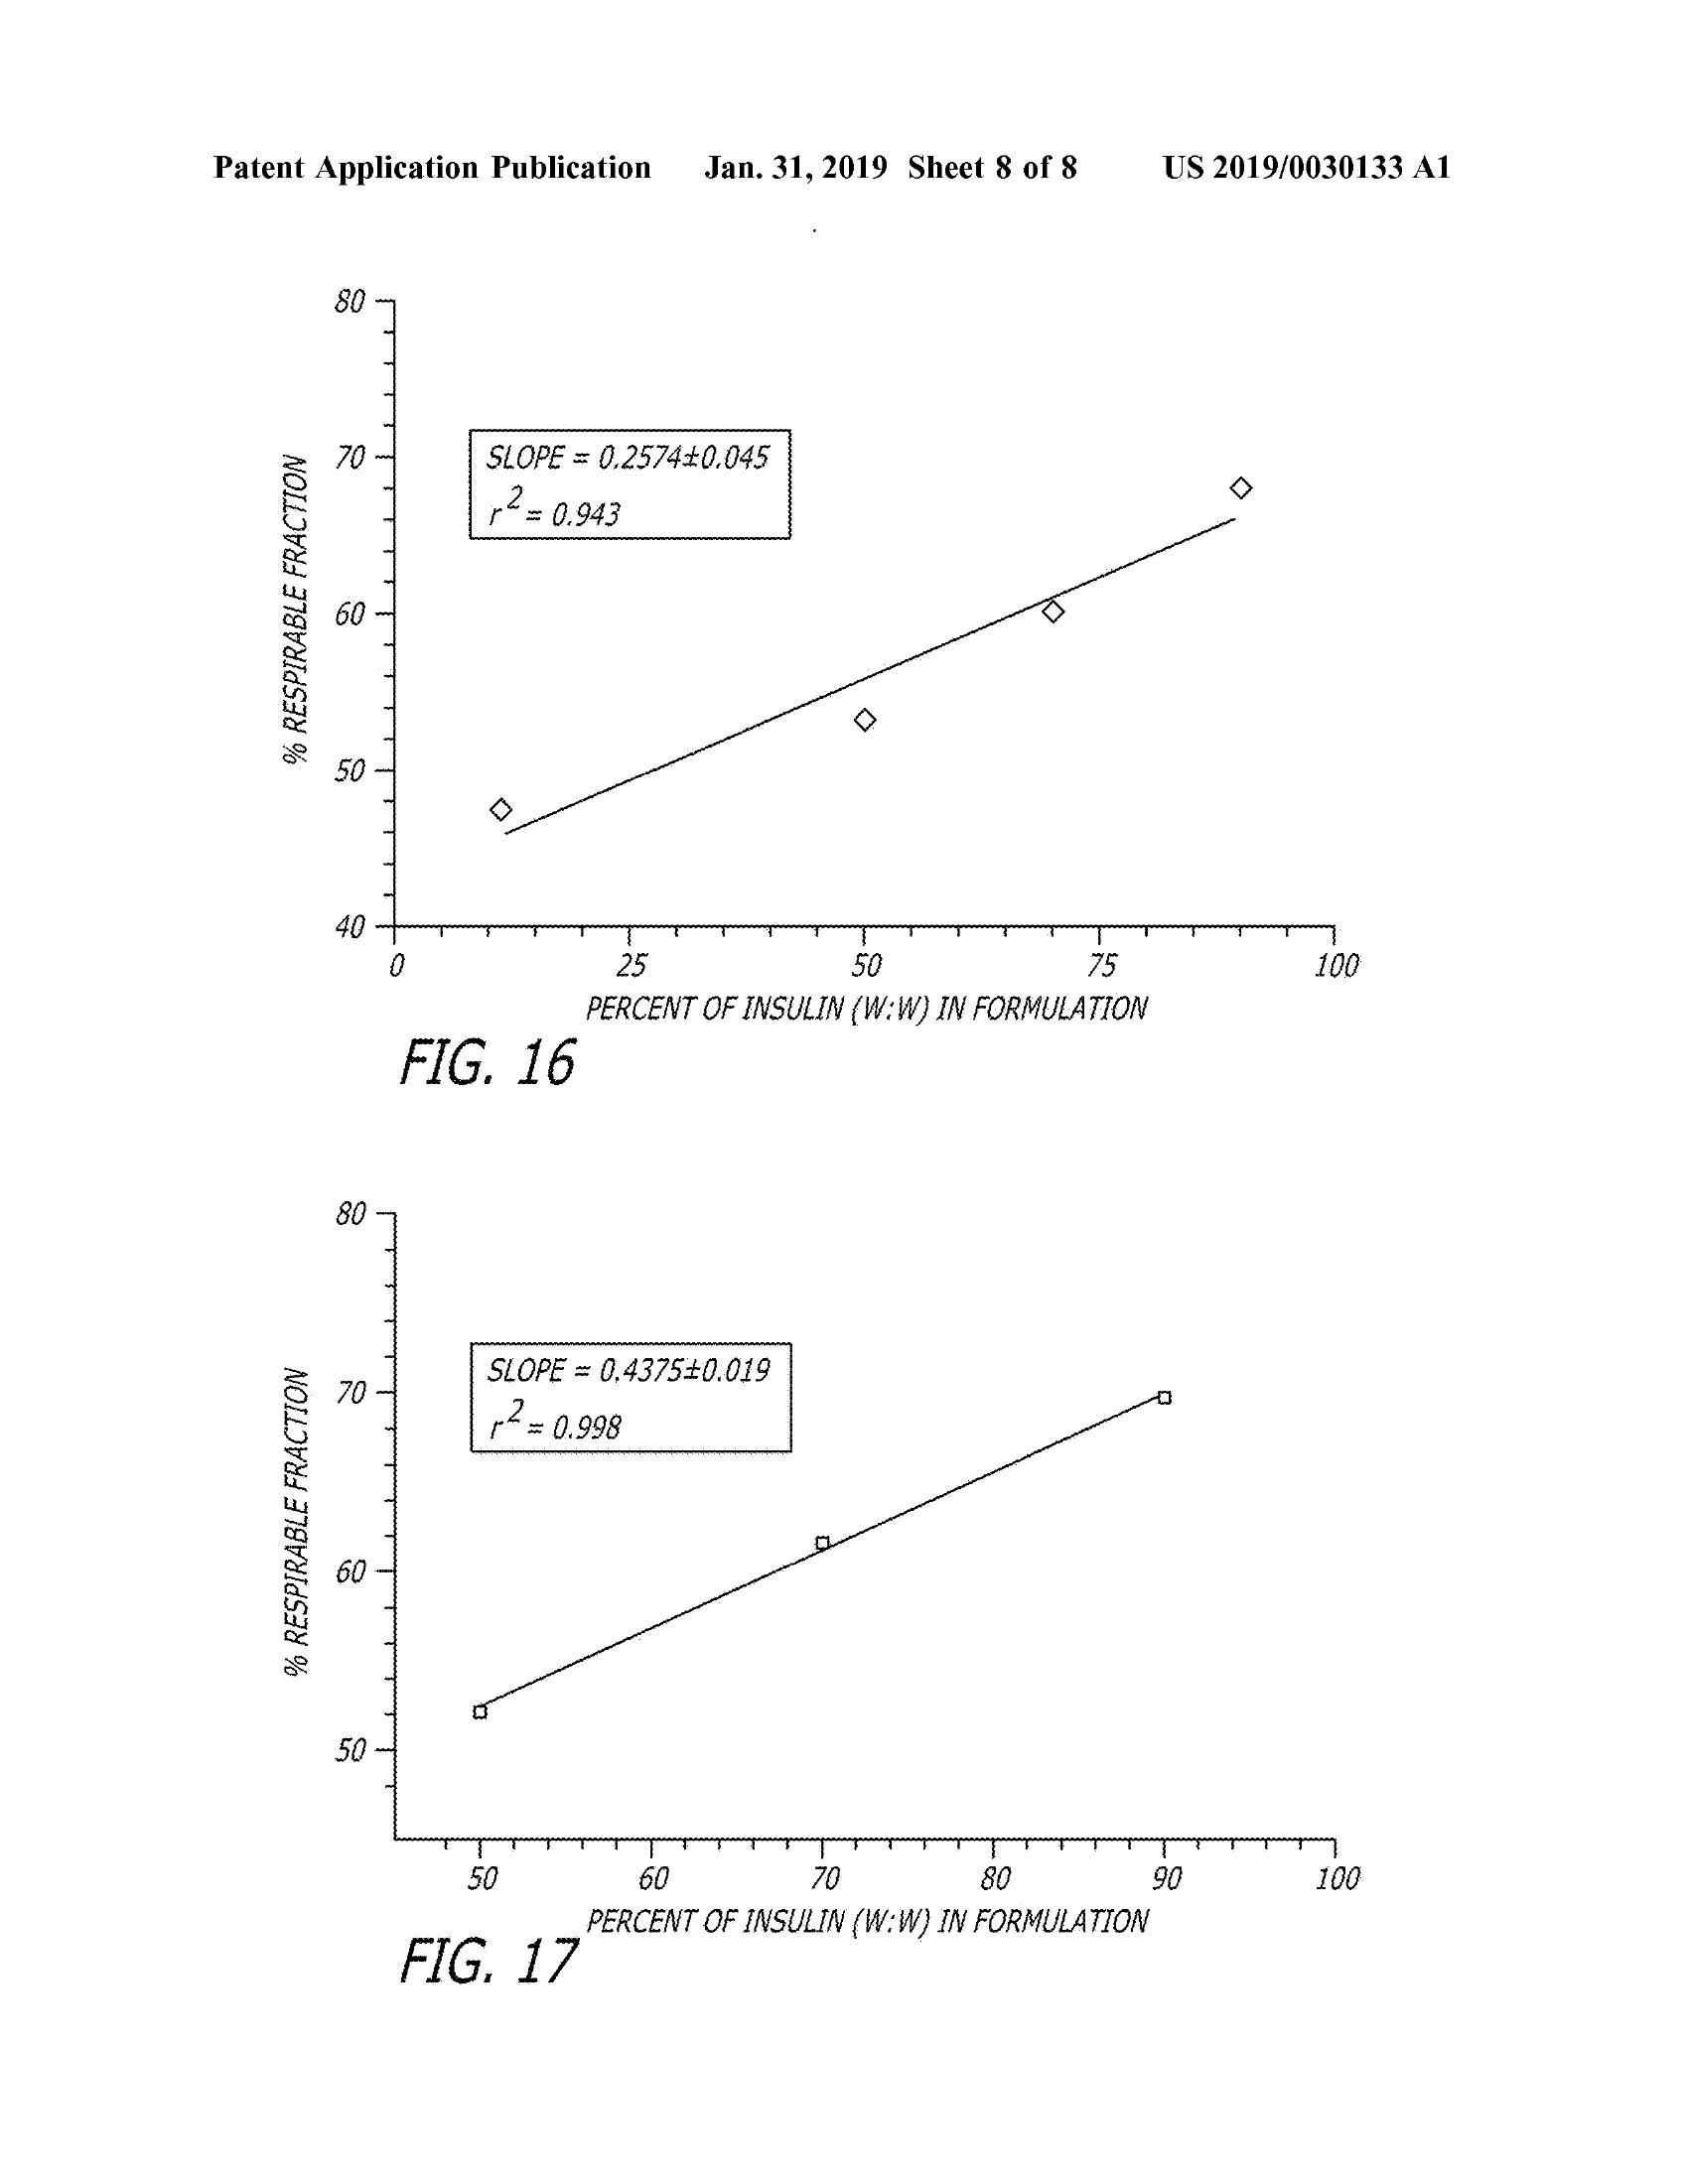 Patent Application Publication Jan. 31, 2019 Sheet 8 of 8 US 2019/0030133 A1
80
70
60
50
40
% RESPIRABLE FRACTION
SLOPE = 0.2574±0.045
r2 = 0.943
0 25 50 75 100
PERCENT OF INSULIN (W:W) IN FORMULATION
FIG. 16
80
70
60
50
% RESPIRABLE FRACTION
SLOPE = 0.4375±0.019
r2 = 0.998
50 60 70 80 90 100
PERCENT OF INSULIN (W:W) IN FORMULATION
FIG. 17